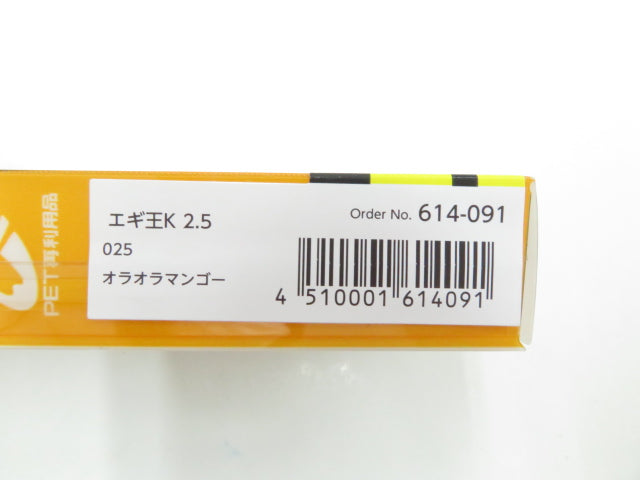 エギ王K 2.5
Order No. 614-091
025
オラオラマンゴー
4 510001 614091
PET再利用品